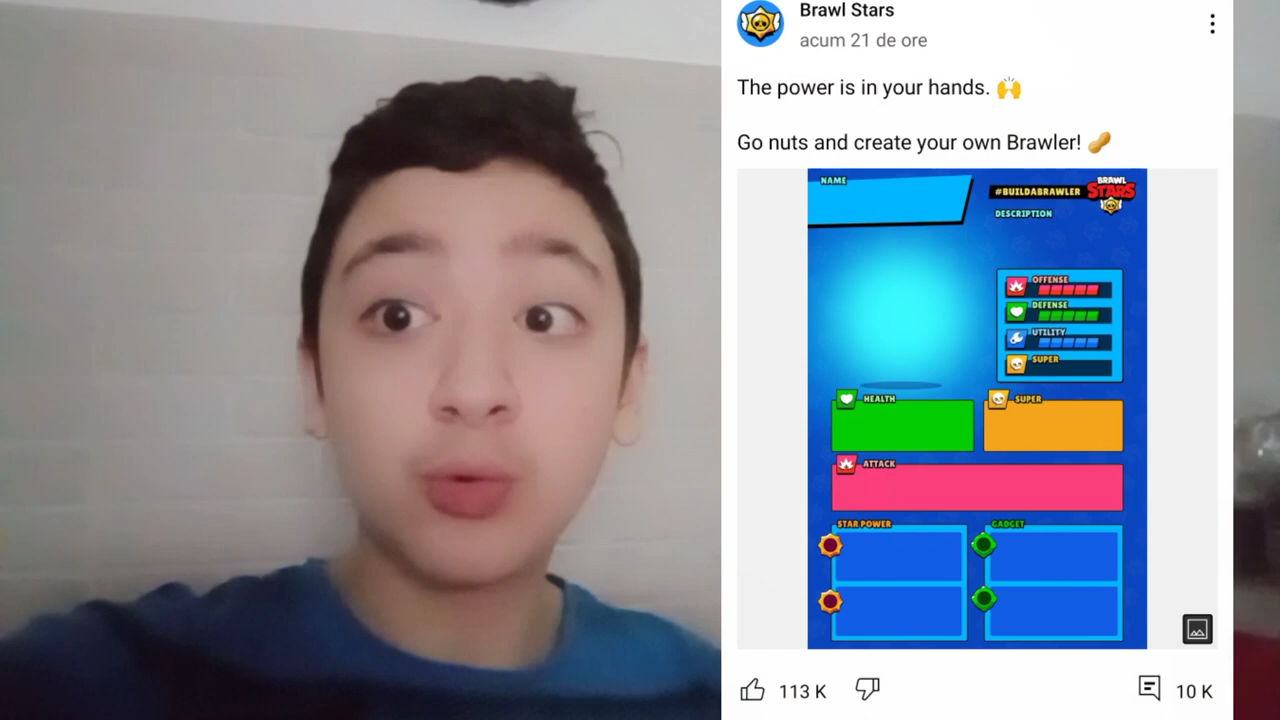 Brawl Stars
acum 21 de ore
The power is in your hands. 🙌
Go nuts and create your own Brawler! 🥜
NAME
#BUILDABRAWLER
BRAWL
STARS
DESCRIPTION
OFFENSE
DEFENSE
UTILITY
SUPER
HEALTH
SUPER
ATTACK
STAR POWER
GADGET
113 K
10 K